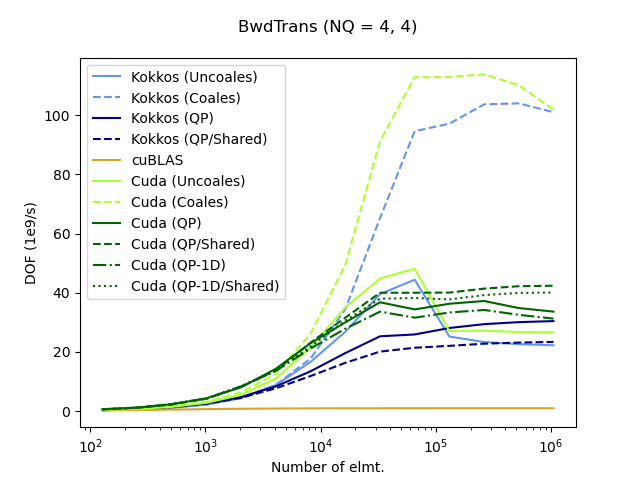 BwdTrans (NQ = 4, 4)
Kokkos (Uncoales)
Kokkos (Coales)
Kokkos (QP)
Kokkos (QP/Shared)
cuBLAS
Cuda (Uncoales)
Cuda (Coales)
Cuda (QP)
Cuda (QP/Shared)
Cuda (QP-1D)
Cuda (QP-1D/Shared)
DOF (1e9/s)
100
80
60
40
20
0
10² 10³ 10⁴ 10⁵ 10⁶
Number of elmt.